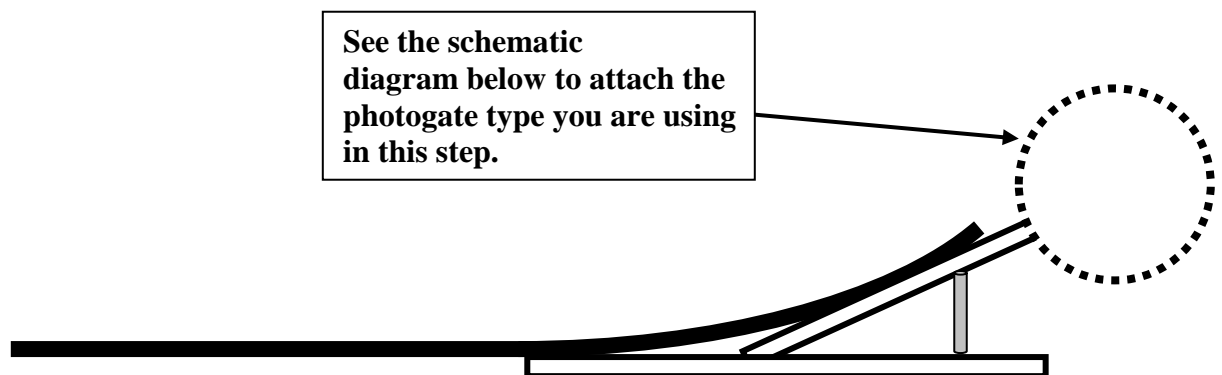 See the schematic
diagram below to attach the
photogate type you are using
in this step.